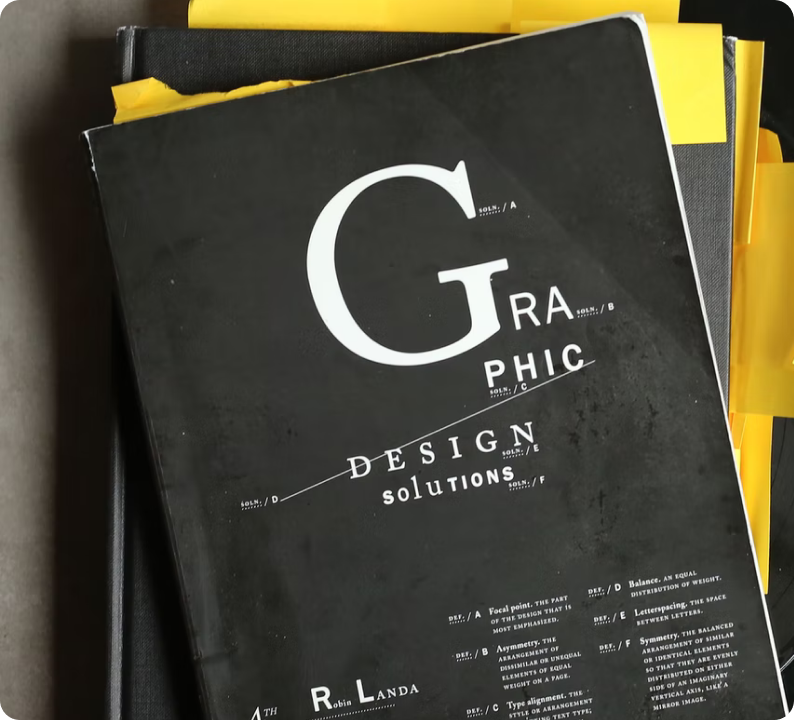 G
SOLN. / A
RA
SOLN. / B
PHIC
SOLN. / C
DESIGN
SOLN. / E
SOLN. / D
solutions
SOLN. / F
DEF. / A Focal point. THE PART
OF THE DESIGN THAT IS
MOST EMPHASIZED.
DEF. / B Asymmetry. THE
ARRANGEMENT OF
DISSIMILAR OR UNEQUAL
ELEMENTS OF EQUAL
WEIGHT ON A PAGE.
DEF. / C Type alignment. THE
STYLE OR ARRANGEMENT
TEXT TYPE;
DEF. / D Balance. AN EQUAL
DISTRIBUTION OF WEIGHT.
DEF. / E Letterspacing. THE SPACE
BETWEEN LETTERS.
DEF. / F Symmetry. THE BALANCED
ARRANGEMENT OF SIMILAR
OR IDENTICAL ELEMENTS
SO THAT THEY ARE EVENLY
DISTRIBUTED ON EITHER
SIDE OF AN IMAGINARY
VERTICAL AXIS, LIKE A
MIRROR IMAGE.
4TH
Robin LANDA